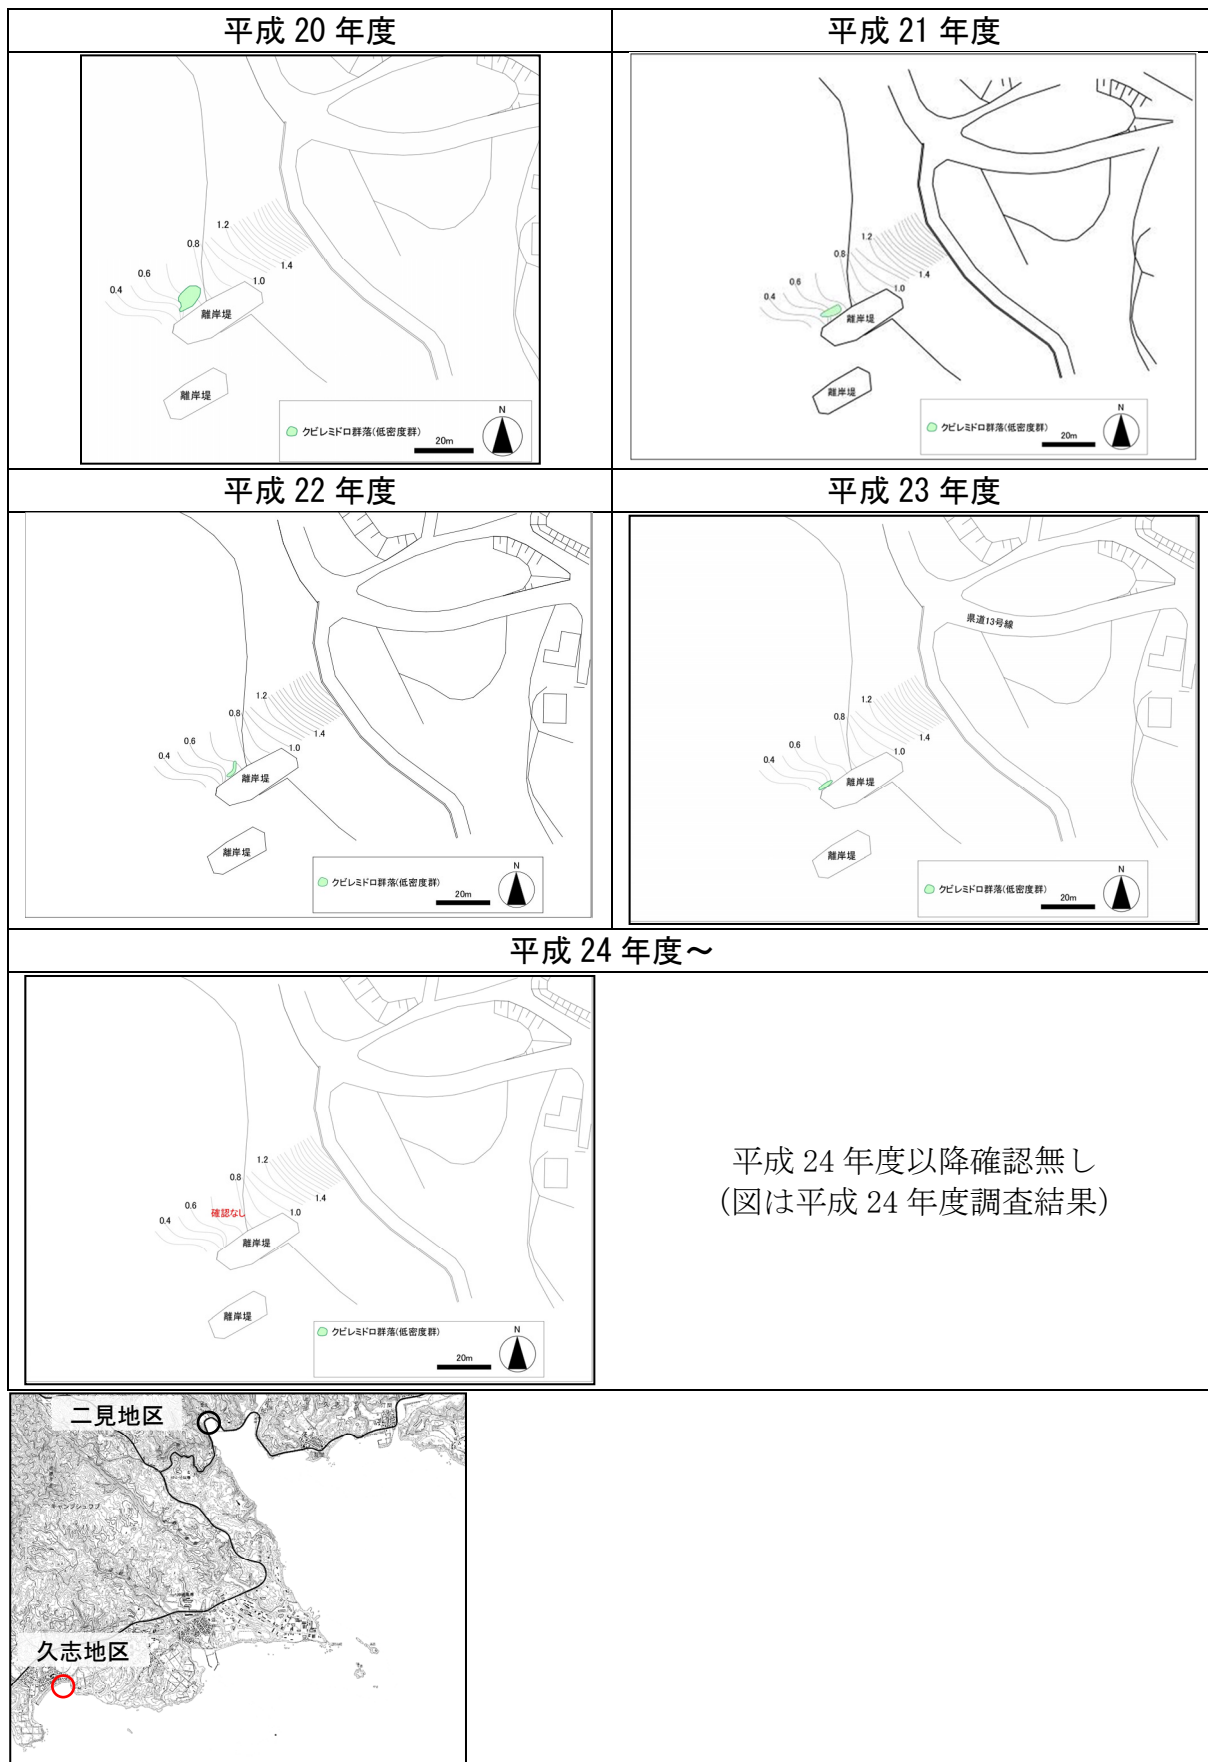 平成 20 年度
平成 21 年度
1.2
0.8
1.4
0.6
1.0
0.4
離岸堤
離岸堤
クビレミドロ群落(低密度群)
20m
N
1.2
0.8
1.4
0.6
1.0
0.4
離岸堤
離岸堤
クビレミドロ群落(低密度群)
20m
N
平成 22 年度
平成 23 年度
1.2
0.8
1.4
0.6
1.0
0.4
離岸堤
離岸堤
クビレミドロ群落(低密度群)
20m
N
県道13号線
1.2
0.8
1.4
0.6
1.0
0.4
離岸堤
離岸堤
クビレミドロ群落(低密度群)
20m
N
平成 24 年度～
1.2
0.8
1.4
0.6
確認なし
1.0
0.4
離岸堤
離岸堤
クビレミドロ群落(低密度群)
20m
N
平成 24 年度以降確認無し
（図は平成 24 年度調査結果）
二見地区
キャンプシュワブ
久志地区